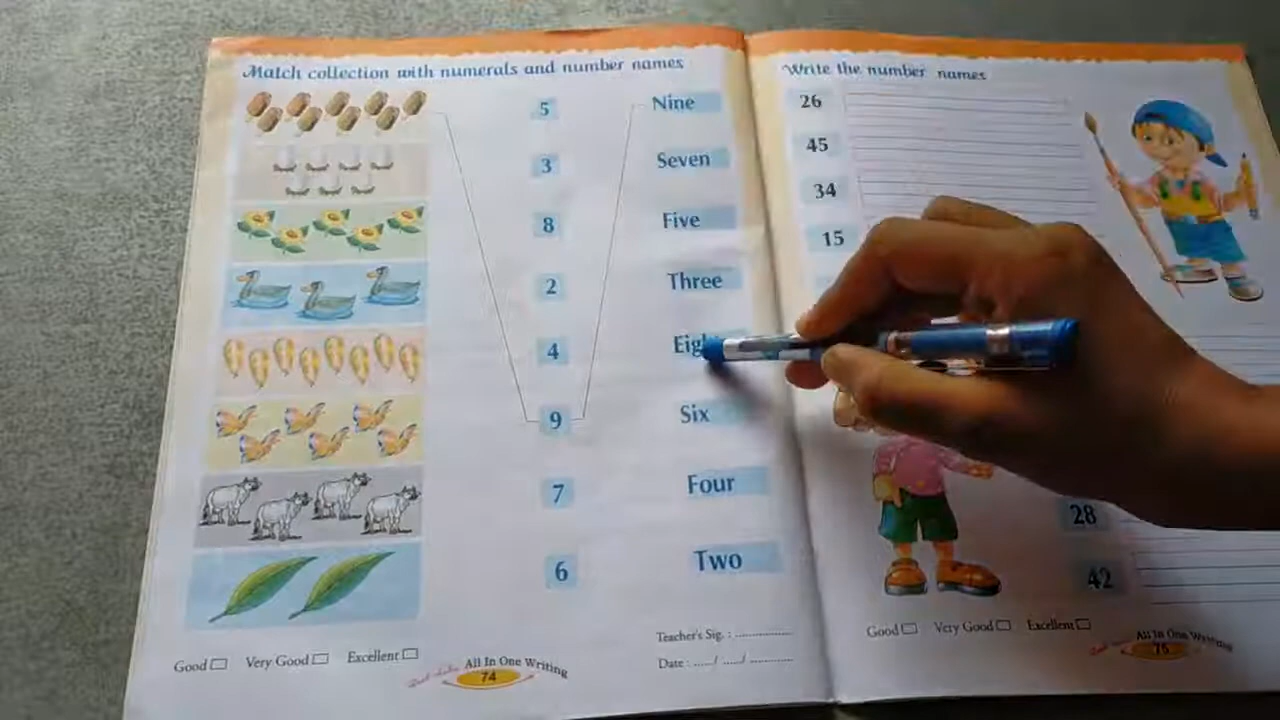 Match collection with numerals and number names
5
Nine
3
Seven
8
Five
2
Three
4
9
Six
7
Four
6
Two
Teacher's Sig. : ..............
Date : ...../ ...../ ...........
Good Very Good Excellent
All In One Writing
74
Write the number names
26
45
34
15
28
42
Good Very Good Excellent
All In One Writing
75